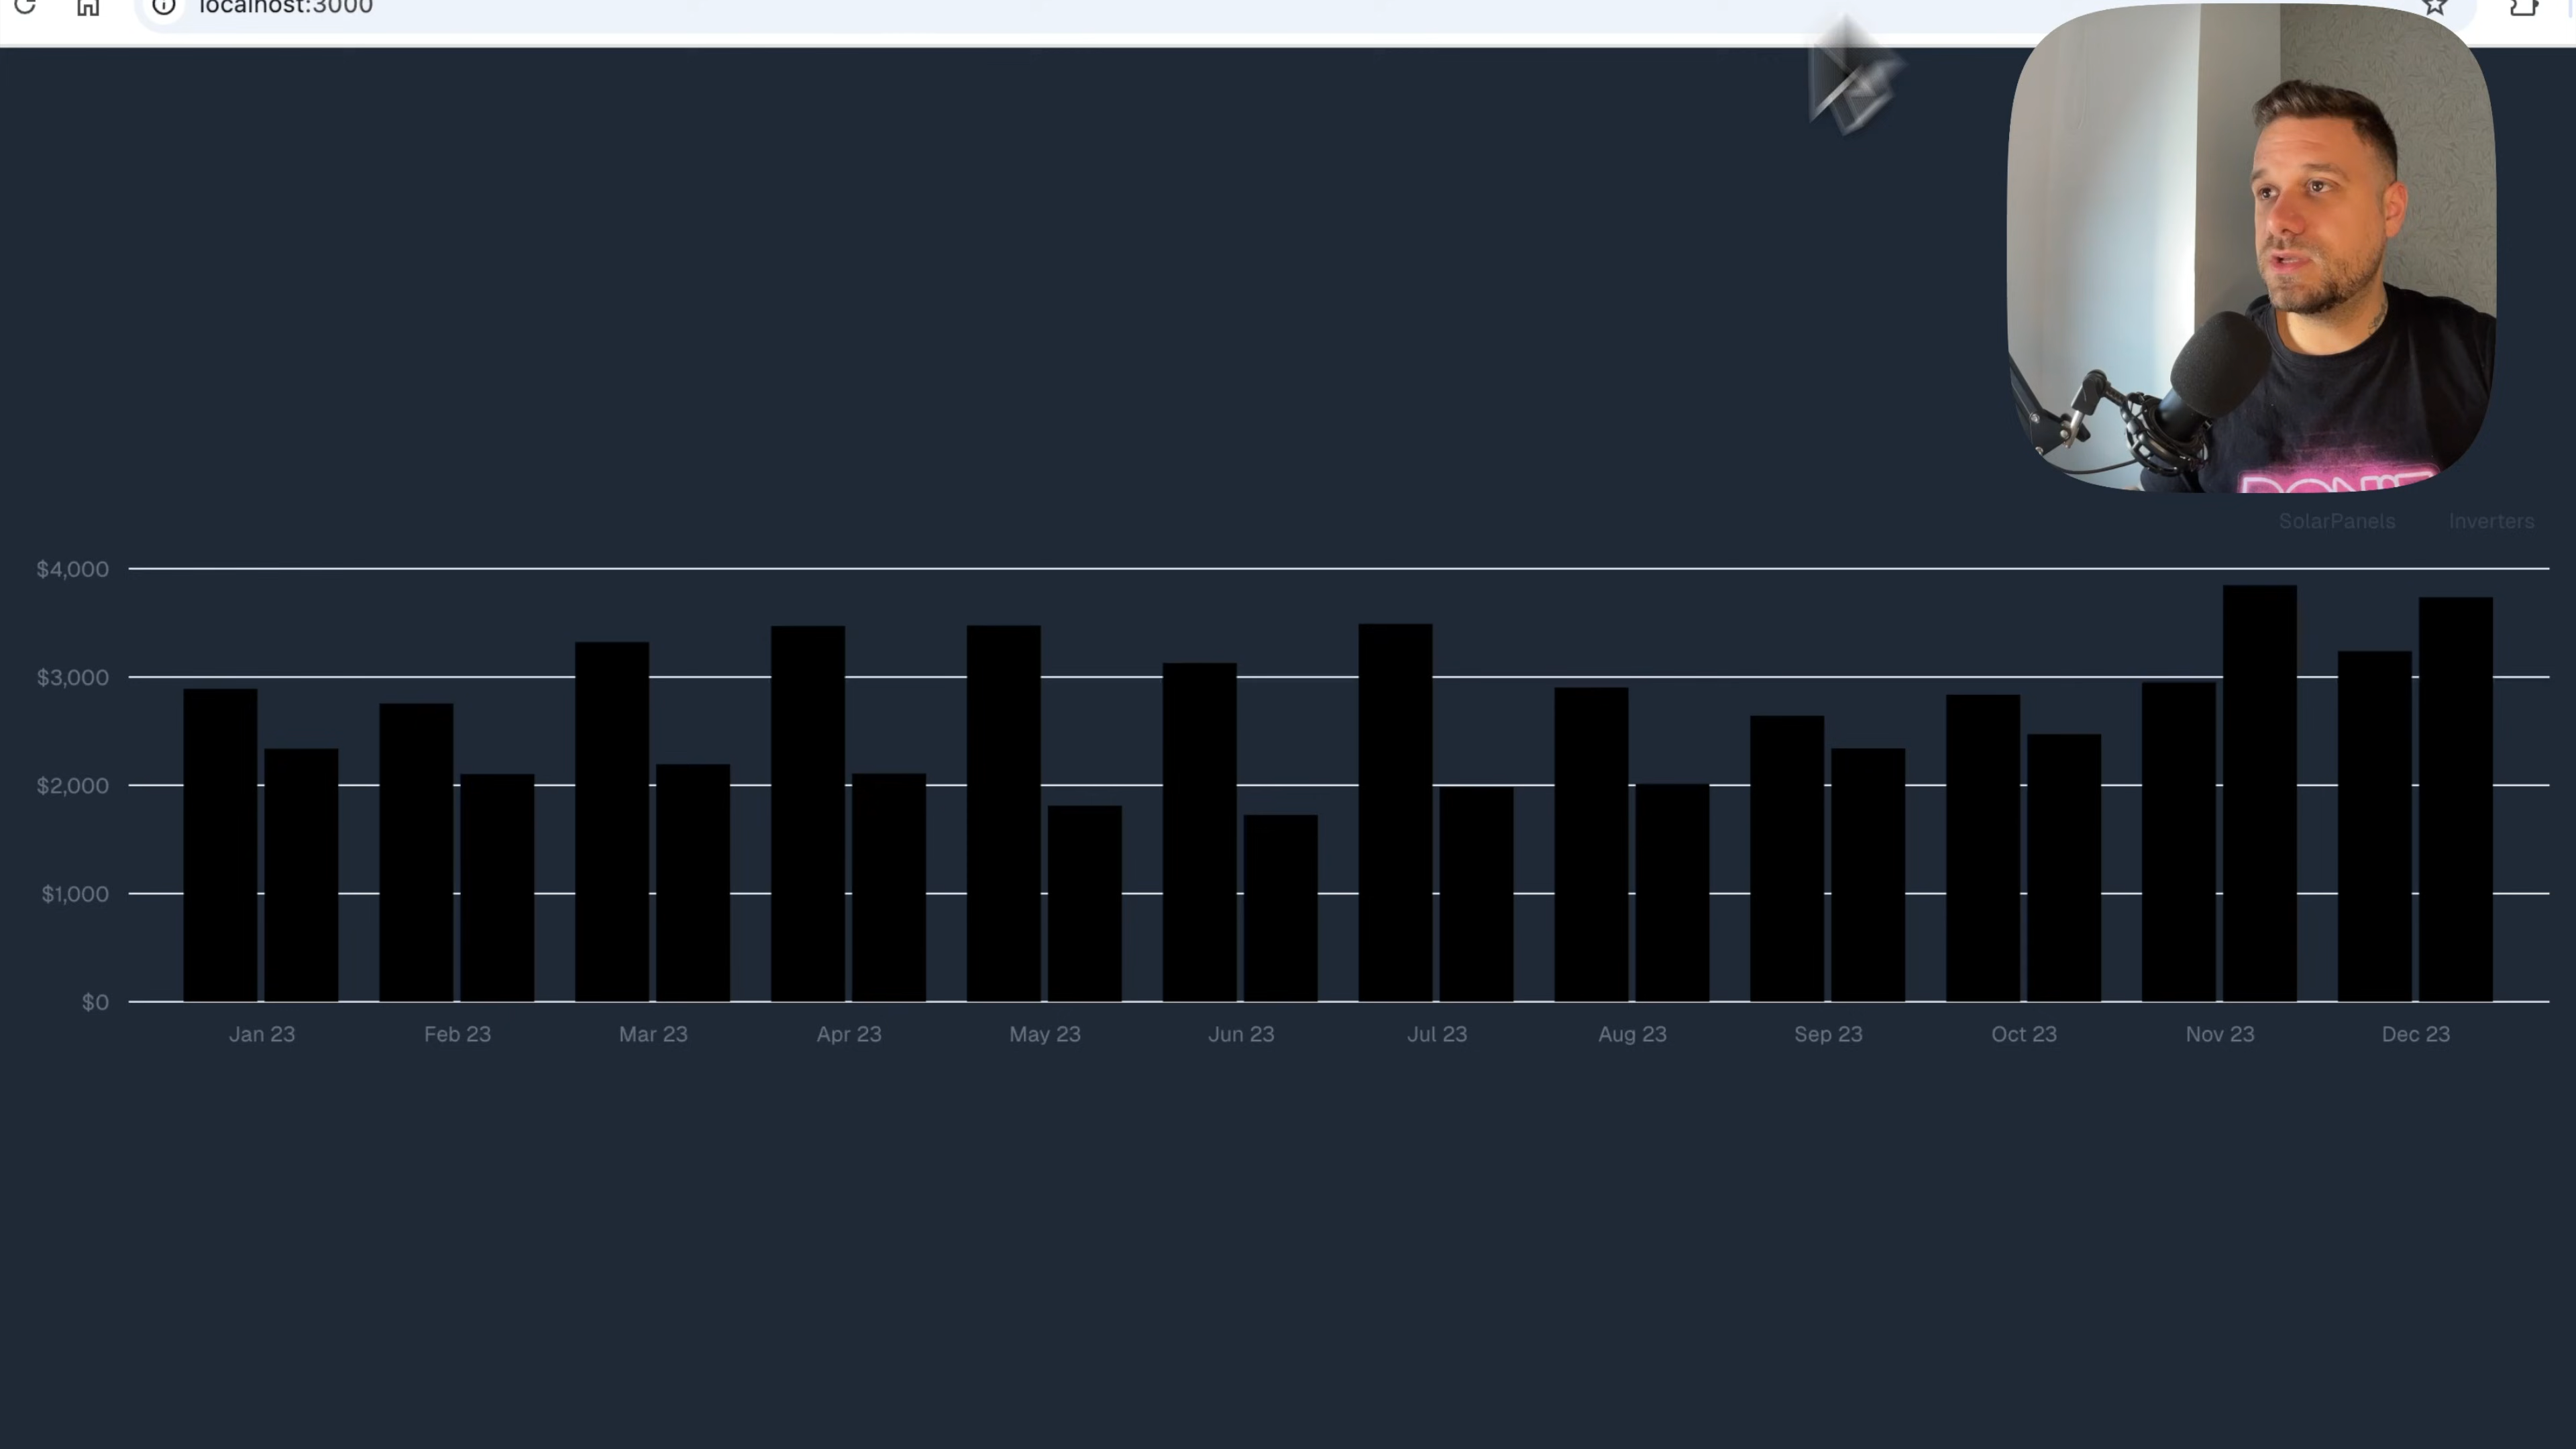 localhost:3000
SolarPanels Inverters
$4,000
$3,000
$2,000
$1,000
$0
Jan 23 Feb 23 Mar 23 Apr 23 May 23 Jun 23 Jul 23 Aug 23 Sep 23 Oct 23 Nov 23 Dec 23